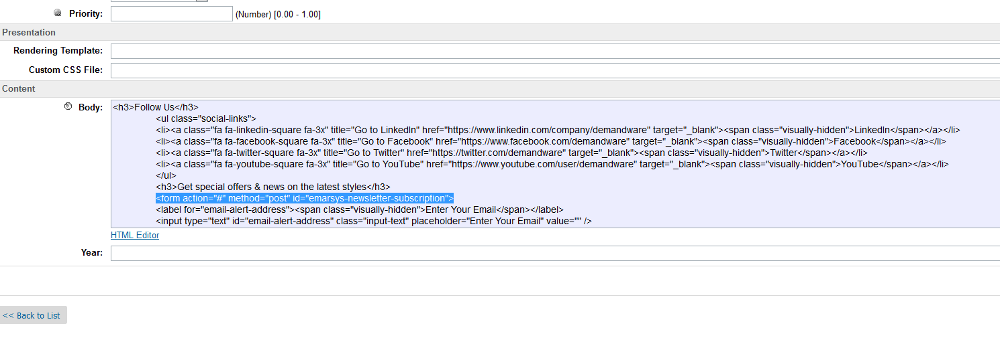 Priority: (Number) [0.00 - 1.00]
Presentation
Rendering Template:
Custom CSS File:
Content
Body:
<h3>Follow Us</h3>
<ul class="social-links">
<li><a class="fa fa-linkedin-square fa-3x" title="Go to LinkedIn" href="https://www.linkedin.com/company/demandware" target="_blank"><span class="visually-hidden">LinkedIn</span></a></li>
<li><a class="fa fa-facebook-square fa-3x" title="Go to Facebook" href="https://www.facebook.com/demandware" target="_blank"><span class="visually-hidden">Facebook</span></a></li>
<li><a class="fa fa-twitter-square fa-3x" title="Go to Twitter" href="https://twitter.com/demandware" target="_blank"><span class="visually-hidden">Twitter</span></a></li>
<li><a class="fa fa-youtube-square fa-3x" title="Go to YouTube" href="https://www.youtube.com/user/demandware" target="_blank"><span class="visually-hidden">YouTube</span></a></li>
</ul>
<h3>Get special offers & news on the latest styles</h3>
<form action="#" method="post" id="emarsys-newsletter-subscription">
<label for="email-alert-address"><span class="visually-hidden">Enter Your Email</span></label>
<input type="text" id="email-alert-address" class="input-text" placeholder="Enter Your Email" value="" />
HTML Editor
Year:
<< Back to List